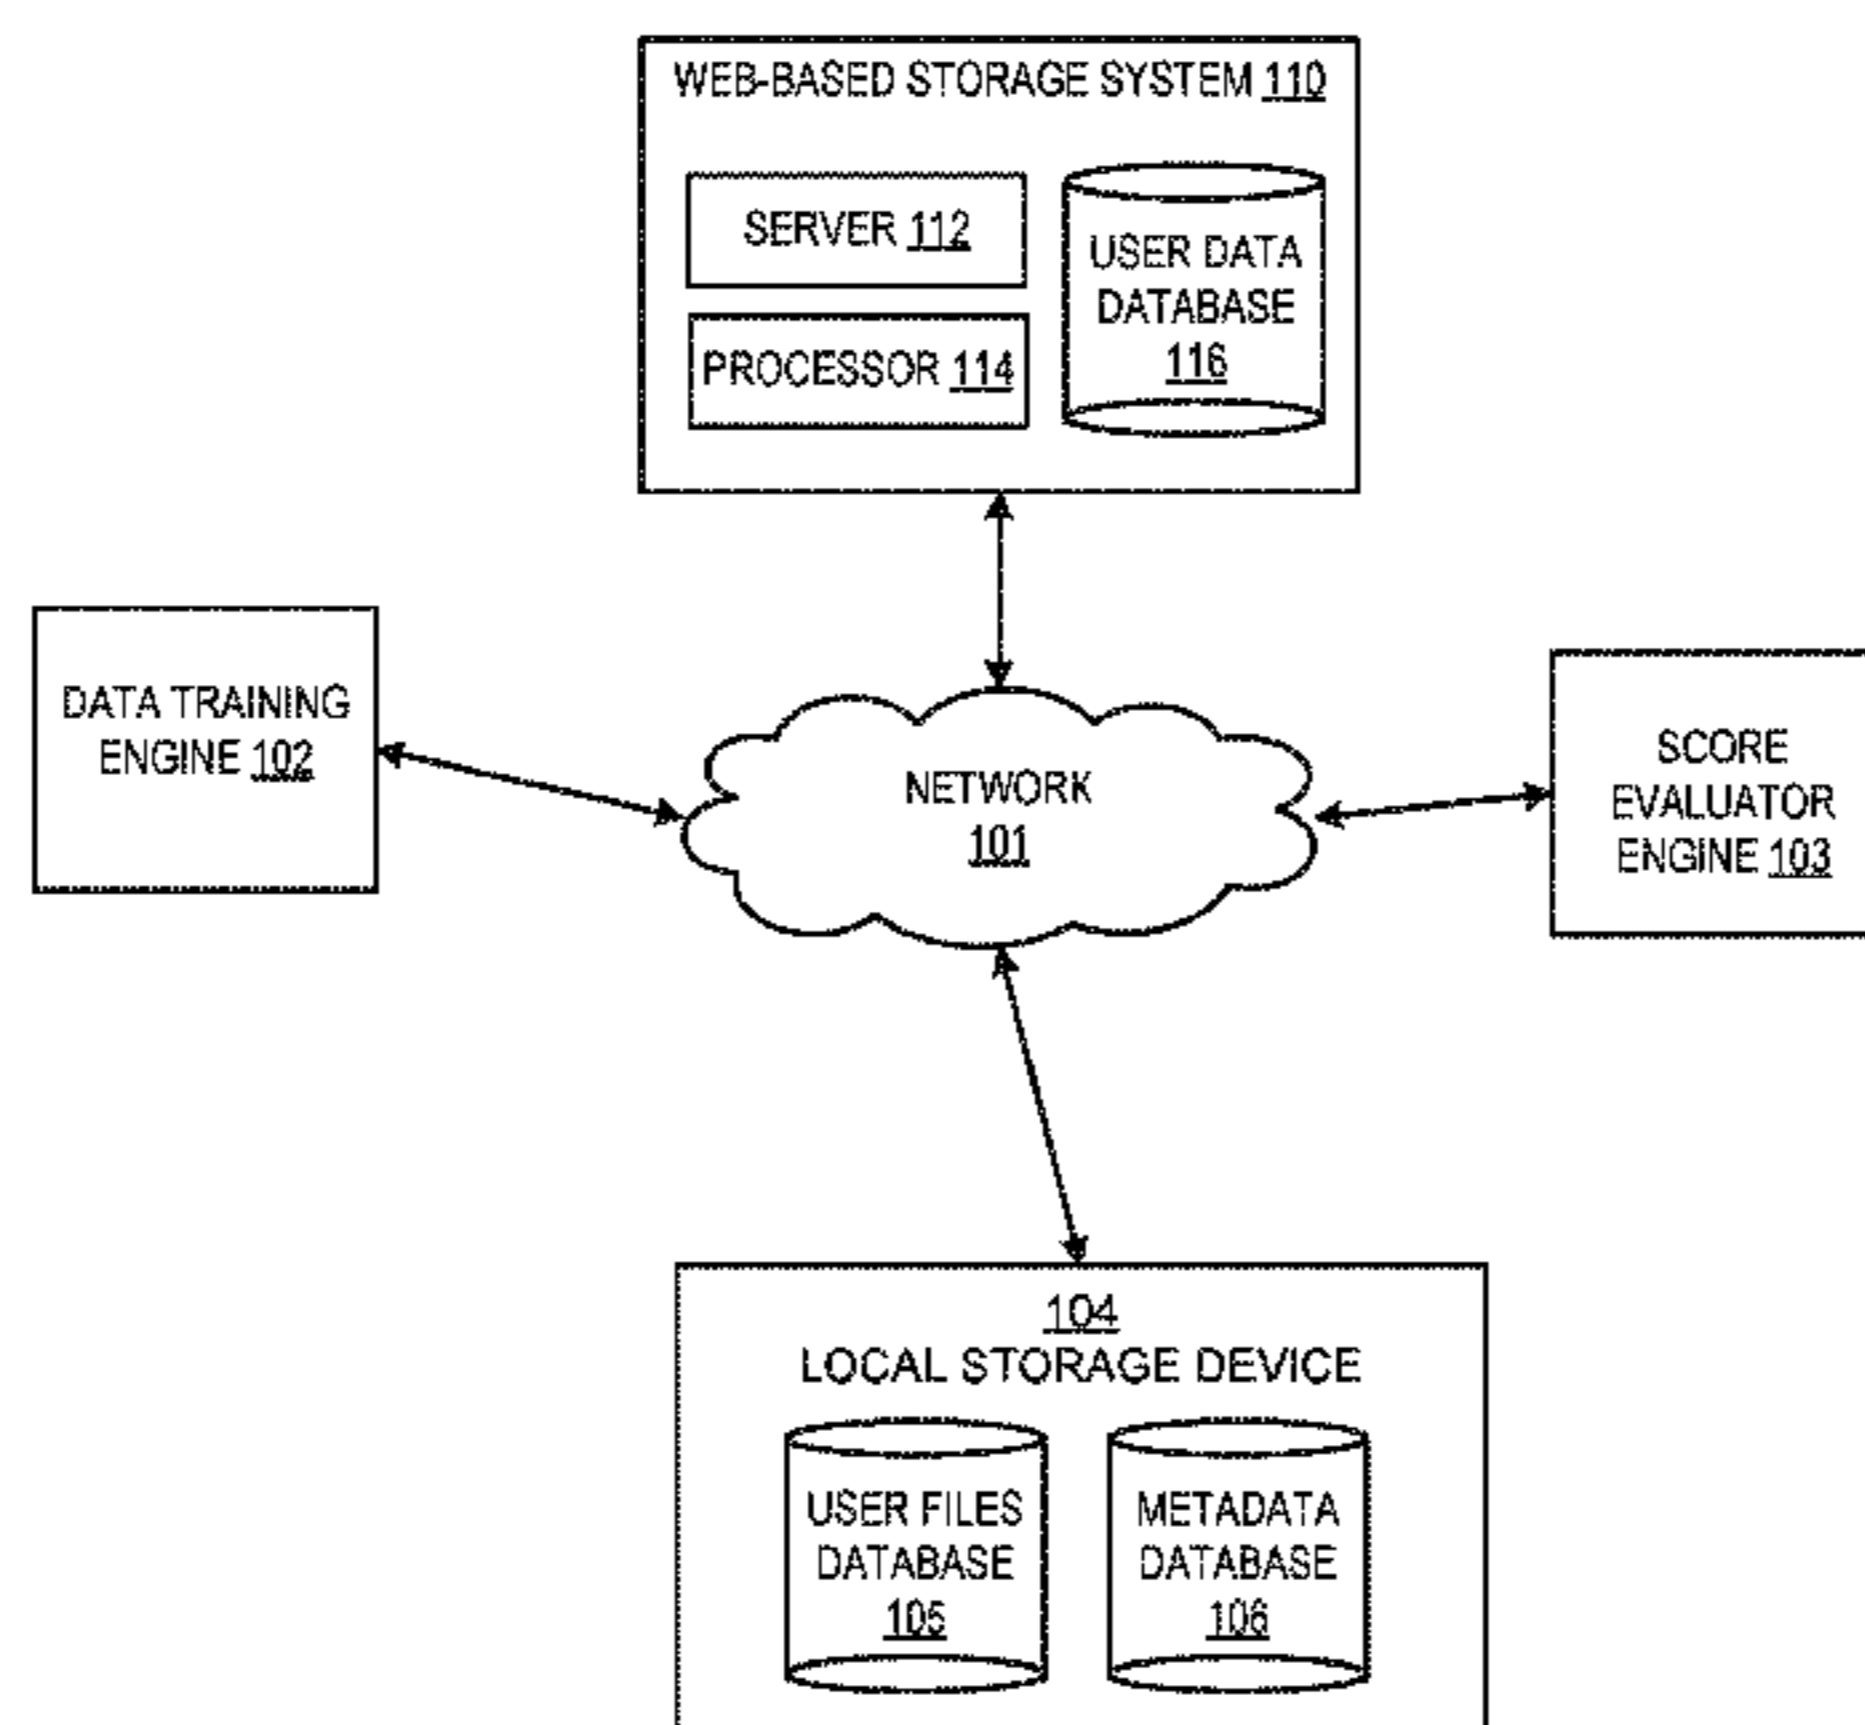 WEB-BASED STORAGE SYSTEM 110
SERVER 112
PROCESSOR 114
USER DATA
DATABASE
116
DATA TRAINING
ENGINE 102
NETWORK
101
SCORE
EVALUATOR
ENGINE 103
104
LOCAL STORAGE DEVICE
USER FILES
DATABASE
105
METADATA
DATABASE
106